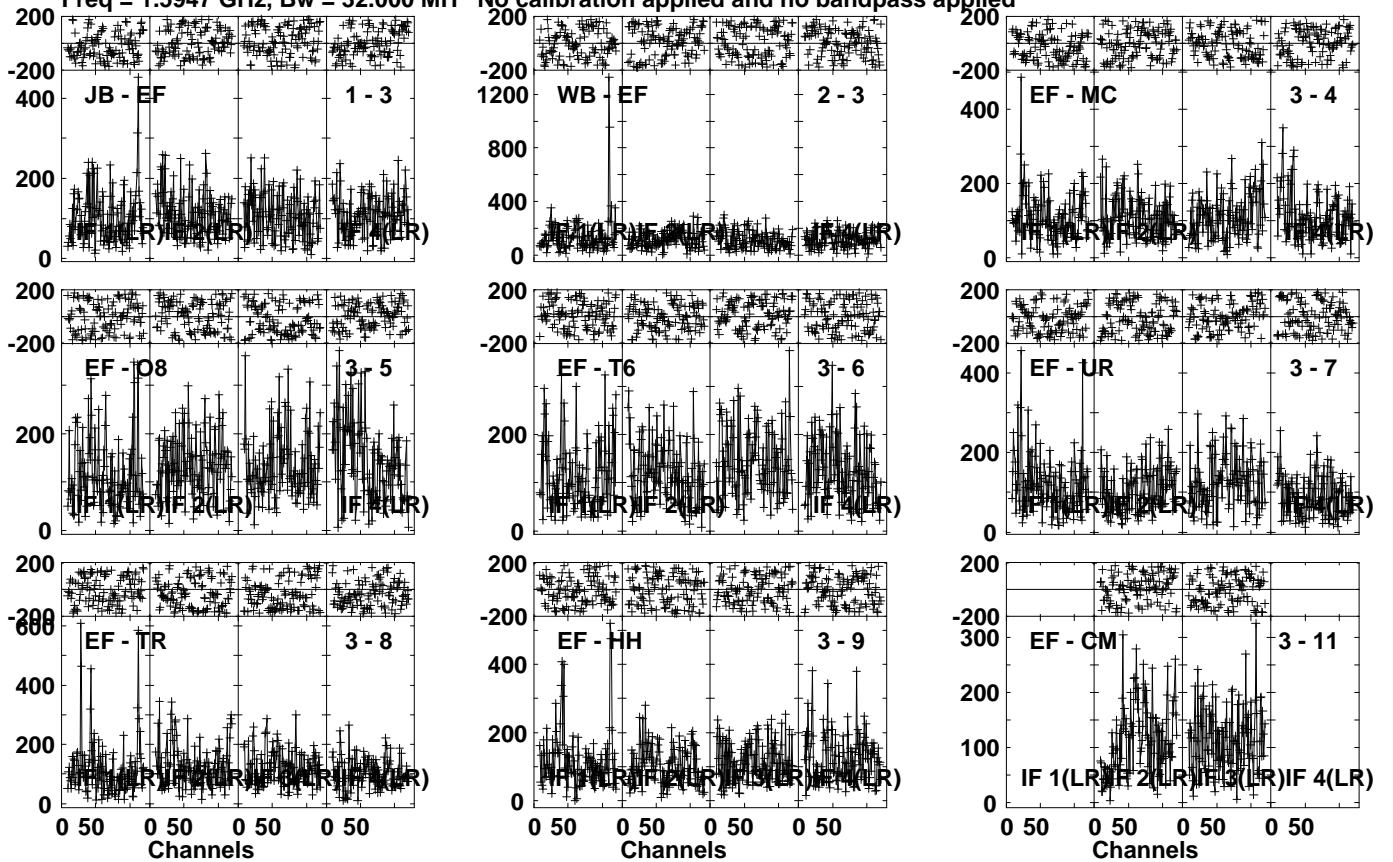 Freq = 1.5947 GHz, Bw = 32.000 MH No calibration applied and no bandpass applied
200
-200
400
200
0
JB - EF 1 - 3
IF 1(LR) IF 2(LR) IF 4(LR)
200
-200
1200
800
400
0
WB - EF 2 - 3
IF 1(LR) IF 2(LR) IF 4(LR)
200
-200
400
200
0
EF - MC 3 - 4
IF 1(LR) IF 2(LR) IF 4(LR)
200
-200
200
0
EF - O8 3 - 5
IF 1(LR) IF 2(LR) IF 4(LR)
200
-200
200
0
EF - T6 3 - 6
IF 1(LR) IF 2(LR) IF 4(LR)
200
-200
400
200
0
EF - UR 3 - 7
IF 1(LR) IF 2(LR) IF 4(LR)
200
-200
600
400
200
0
EF - TR 3 - 8
IF 1(LR) IF 2(LR) IF 3(LR) IF 4(LR)
0 50 0 50 0 50 0 50
Channels
200
-200
400
200
0
EF - HH 3 - 9
IF 1(LR) IF 2(LR) IF 3(LR) IF 4(LR)
0 50 0 50 0 50 0 50
Channels
200
-200
300
200
100
0
EF - CM 3 - 11
IF 1(LR) IF 2(LR) IF 3(LR) IF 4(LR)
0 50 0 50 0 50 0 50
Channels